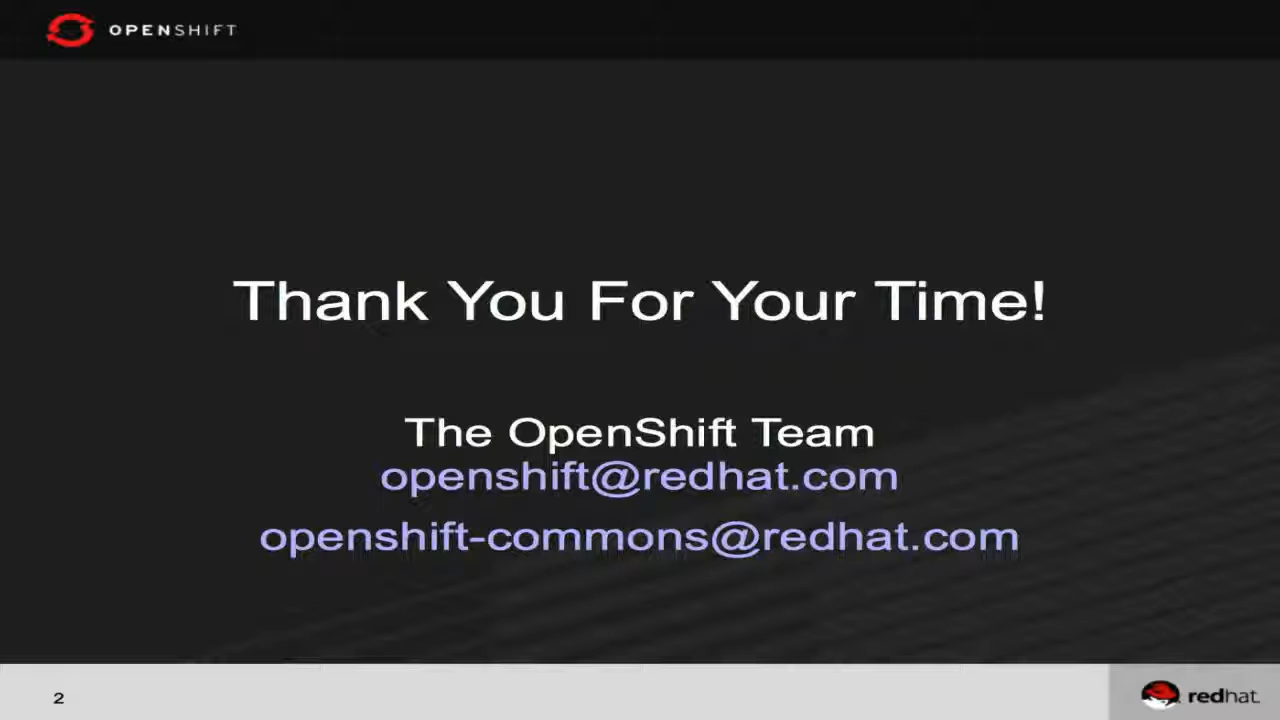 OPENSHIFT
Thank You For Your Time!
The OpenShift Team
openshift@redhat.com
openshift-commons@redhat.com
2
redhat.